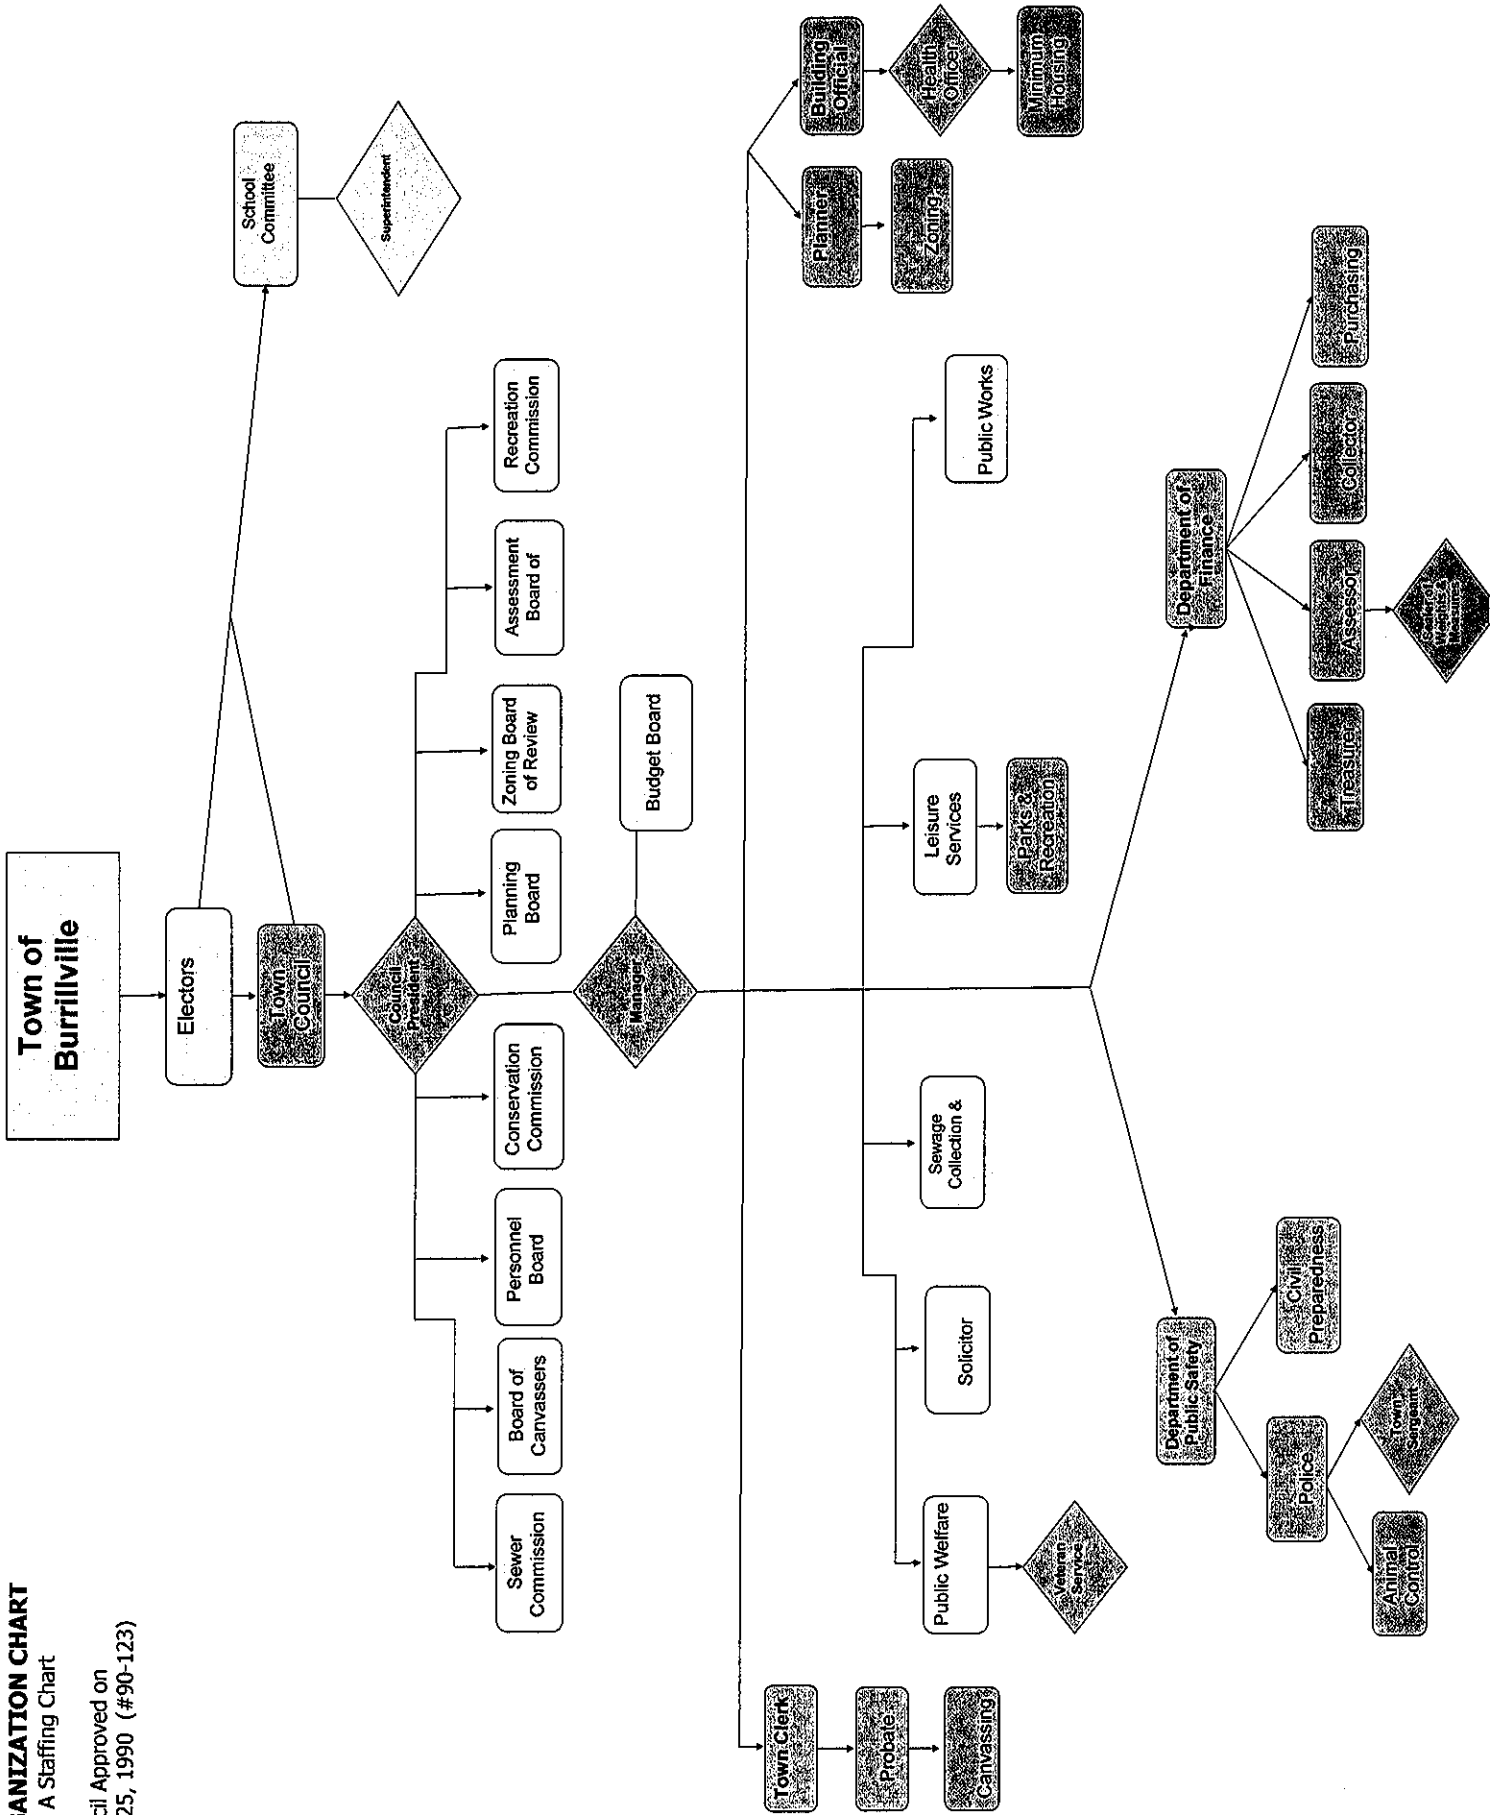 GANIZATION CHART
A Staffing Chart
cil Approved on
25, 1990 (#90-123)
Town of
Burrillville
Electors
Town
Council
School
Committee
Superintendent
Council
President
Sewer
Commission
Board of
Canvassers
Personnel
Board
Conservation
Commission
Planning
Board
Zoning Board
of Review
Assessment
Board of
Recreation
Commission
Manager
Budget Board
Town Clerk
Probate
Canvassing
Planner
Zoning
Building
Official
Health
Officer
Minimum
Housing
Public Welfare
Veteran
Service
Solicitor
Sewage
Collection &
Leisure
Services
Parks &
Recreation
Public Works
Department of
Public Safety
Police
Civil
Preparedness
Animal
Control
Town
Sergeant
Department of
Finance
Treasurer
Assessor
Collector
Purchasing
Weights &
Measures